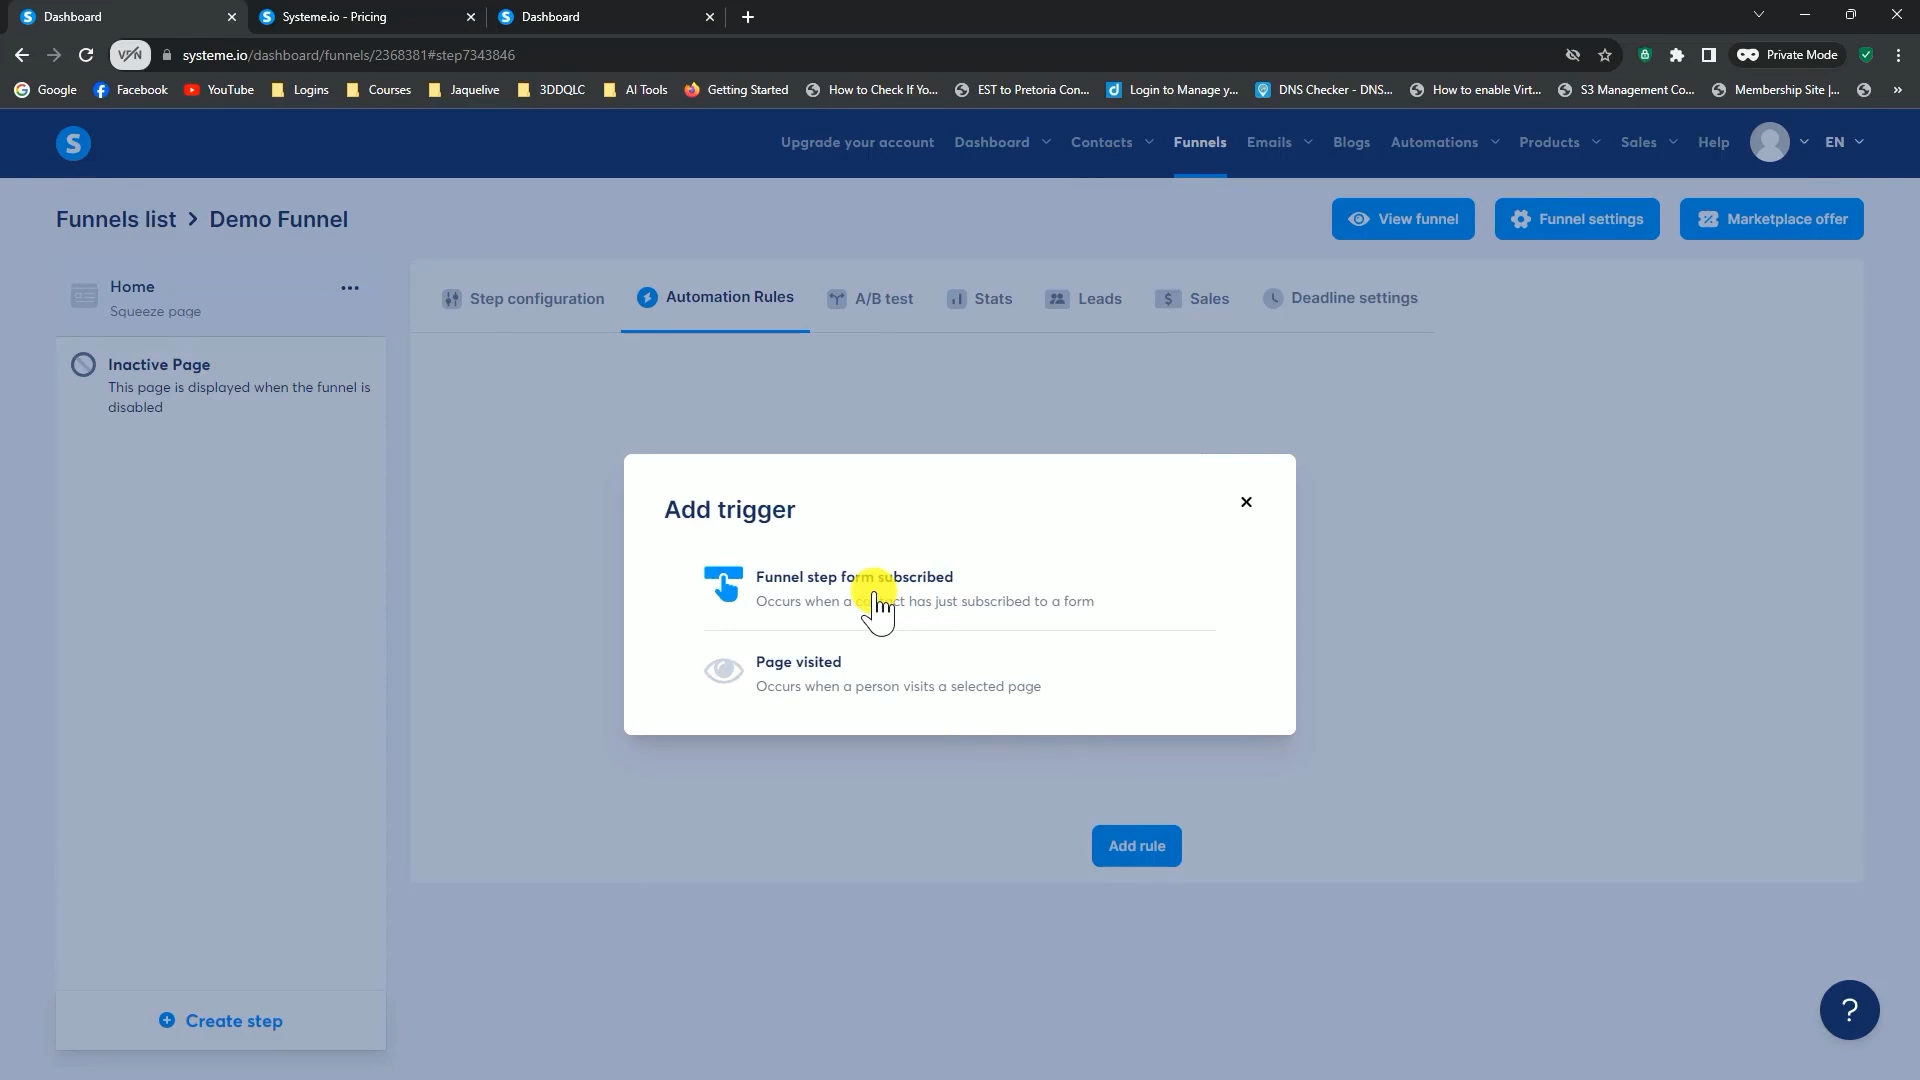 Dashboard
Systeme.io - Pricing
Dashboard
VPN
systeme.io/dashboard/funnels/2368381#step7343846
Private Mode
Google
Facebook
YouTube
Logins
Courses
Jaquelive
3DDQLC
AI Tools
Getting Started
How to Check If Yo...
EST to Pretoria Con...
Login to Manage y...
DNS Checker - DNS...
How to enable Virt...
S3 Management Co...
Membership Site |...
»
S
Upgrade your account
Dashboard
Contacts
Funnels
Emails
Blogs
Automations
Products
Sales
Help
EN
Funnels list > Demo Funnel
View funnel
Funnel settings
Marketplace offer
Home
Squeeze page
Step configuration
Automation Rules
A/B test
Stats
Leads
Sales
Deadline settings
Inactive Page
This page is displayed when the funnel is
disabled
Add trigger
Funnel step form subscribed
Occurs when a contact has just subscribed to a form
Page visited
Occurs when a person visits a selected page
Add rule
Create step
?